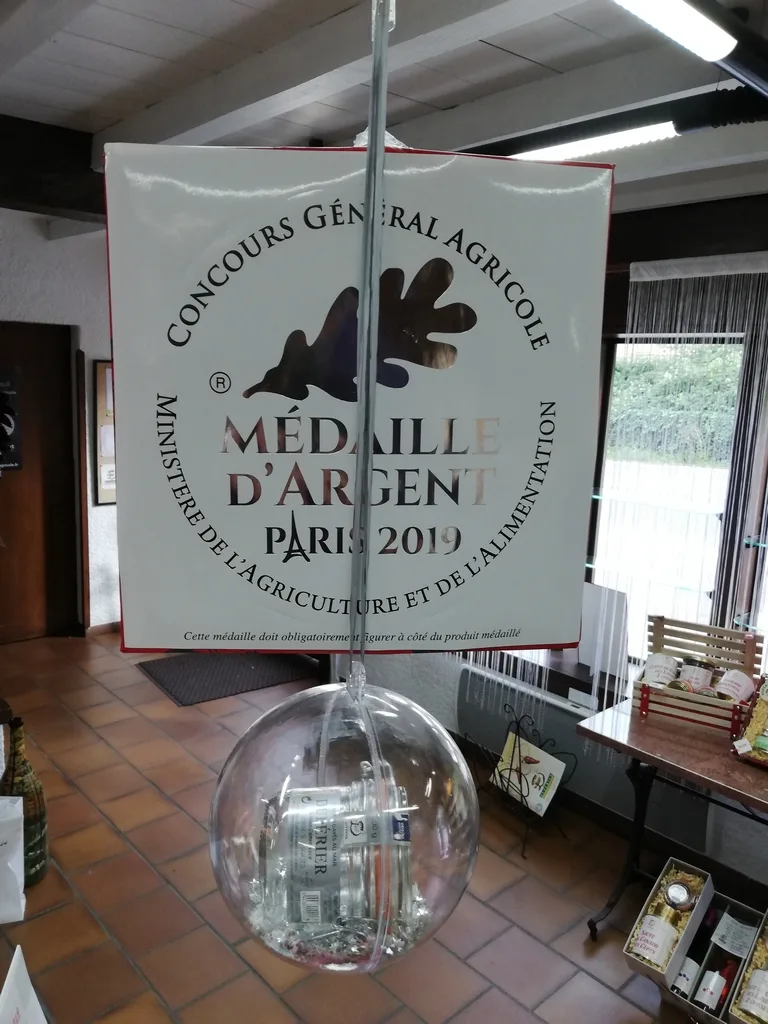 CONCOURS GÉNÉRAL AGRICOLE
®
MÉDAILLE
D'ARGENT
PARIS 2019
MINISTÈRE DE L'AGRICULTURE ET DE L'ALIMENTATION
Cette médaille doit obligatoirement figurer à côté du produit médaillé